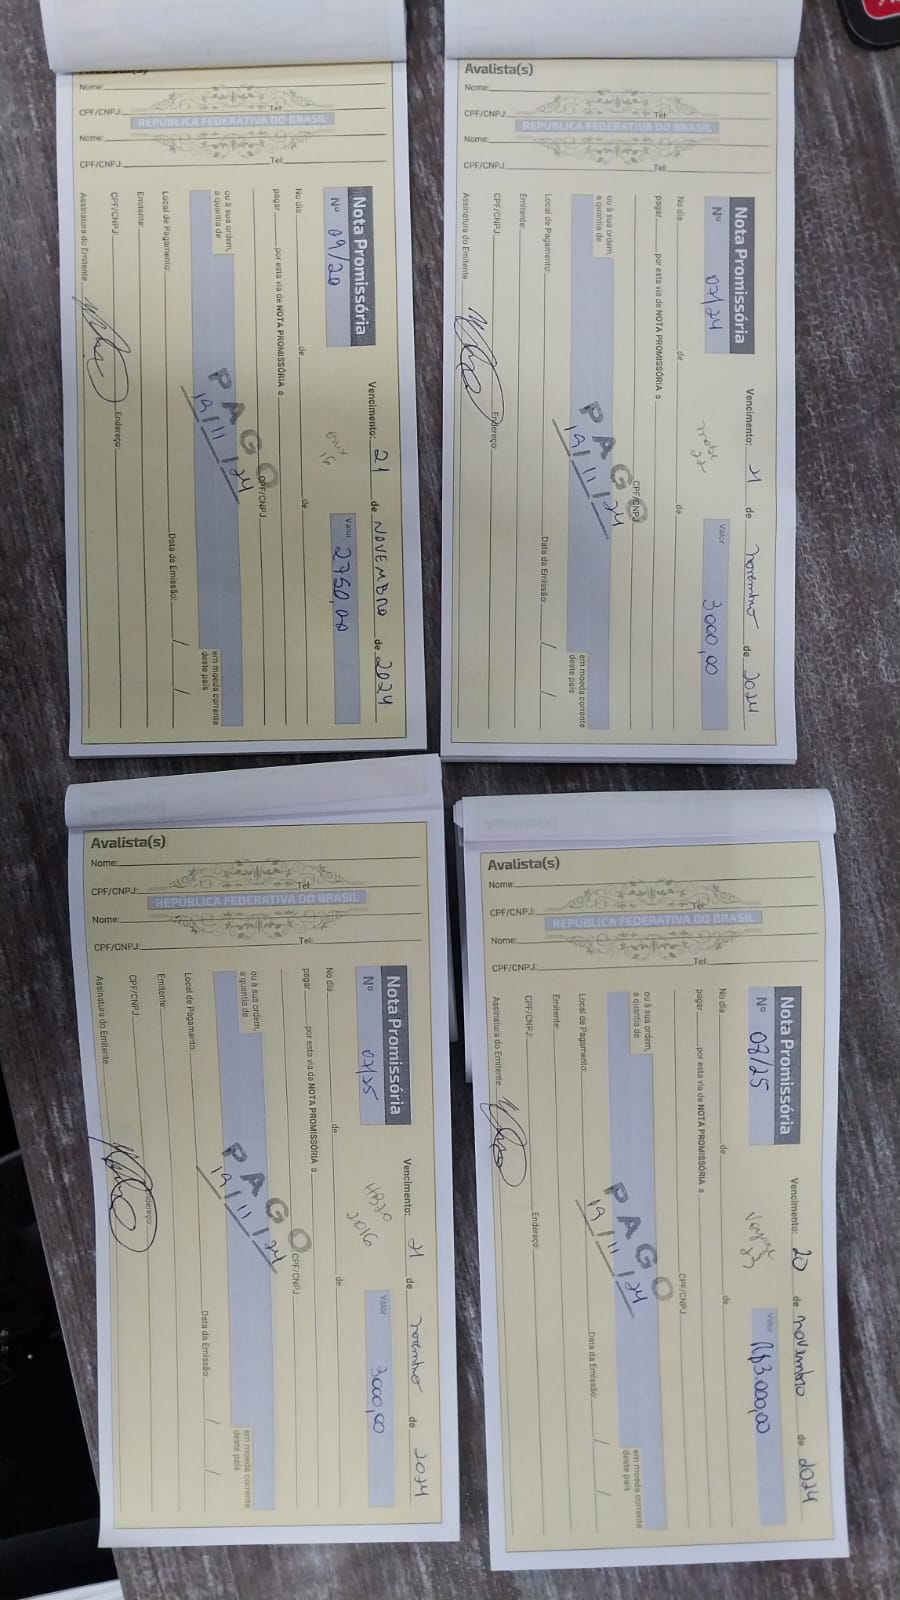 Avalista(s)
Nome:
CPF/CNPJ: Tel:
REPÚBLICA FEDERATIVA DO BRASIL
Nome:
CPF/CNPJ: Tel:
Nota Promissória
Nº 09/20
Vencimento: 21 de NOVEMBRO de 2024
Valor 2750,00
onix
16
No dia de de
pagar por esta via de NOTA PROMISSÓRIA a
CPF/CNPJ
ou à sua ordem,
a quantia de
PAGO
19/11/24
em moeda corrente
deste país
Local de Pagamento: Data da Emissão: / /
Emitente:
CPF/CNPJ: Endereço:
Assinatura do Emitente
Avalista(s)
Nome:
CPF/CNPJ: Tel:
REPÚBLICA FEDERATIVA DO BRASIL
Nome:
CPF/CNPJ: Tel:
Nota Promissória
Nº 07/24
Vencimento: 21 de novembro de 2024
Valor 3000,00
mobi
22
No dia de de
pagar por esta via de NOTA PROMISSÓRIA a
CPF/CNPJ
ou à sua ordem,
a quantia de
PAGO
19/11/24
em moeda corrente
deste país
Local de Pagamento: Data da Emissão: / /
Emitente:
CPF/CNPJ: Endereço:
Assinatura do Emitente
Avalista(s)
Nome:
CPF/CNPJ: Tel:
REPÚBLICA FEDERATIVA DO BRASIL
Nome:
CPF/CNPJ: Tel:
Nota Promissória
Nº 07/25
Vencimento: 21 de novembro de 2024
Valor 3000,00
HB20
2016
No dia de de
pagar por esta via de NOTA PROMISSÓRIA a
CPF/CNPJ
ou à sua ordem,
a quantia de
PAGO
19/11/24
em moeda corrente
deste país
Local de Pagamento: Data da Emissão: / /
Emitente:
CPF/CNPJ: Endereço:
Assinatura do Emitente
Avalista(s)
Nome:
CPF/CNPJ: Tel:
REPÚBLICA FEDERATIVA DO BRASIL
Nome:
CPF/CNPJ: Tel:
Nota Promissória
Nº 08/25
Vencimento: 20 de novembro de 2024
Valor R$3.000,00
Voyage
23
No dia de de
pagar por esta via de NOTA PROMISSÓRIA a
CPF/CNPJ
ou à sua ordem,
a quantia de
PAGO
19/11/24
em moeda corrente
deste país
Local de Pagamento: Data da Emissão: / /
Emitente:
CPF/CNPJ: Endereço:
Assinatura do Emitente